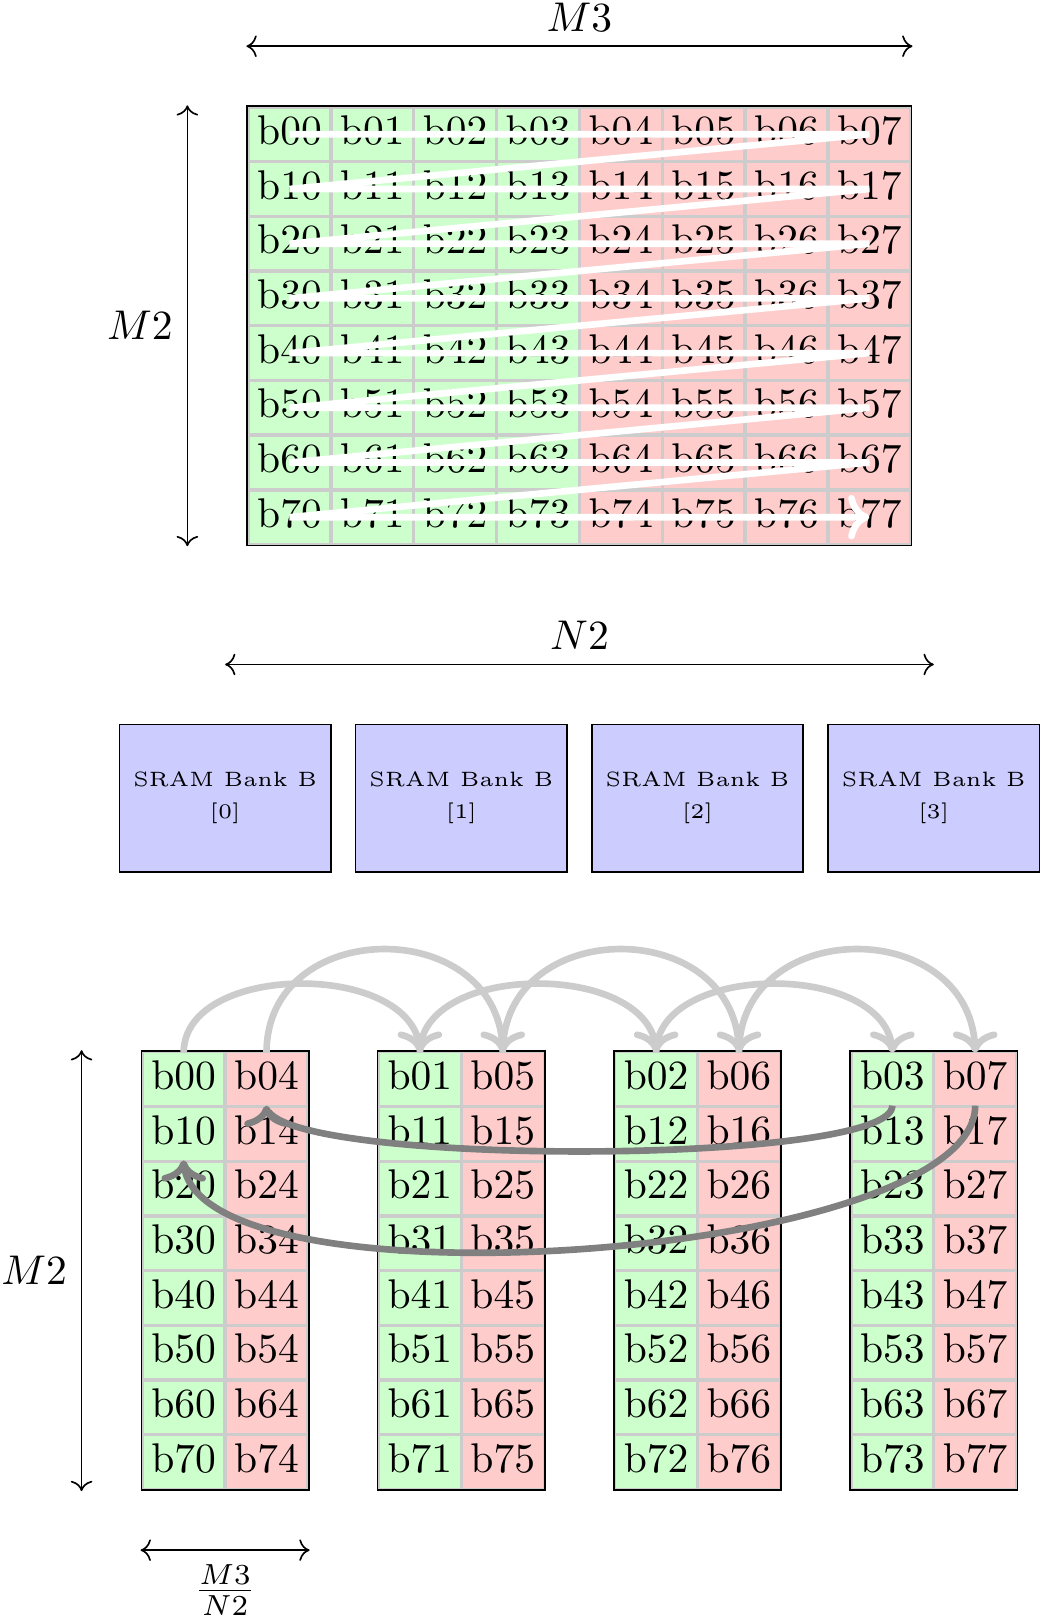 M3
b00 b01 b02 b03 b04 b05 b06 b07
b10 b11 b12 b13 b14 b15 b16 b17
b20 b21 b22 b23 b24 b25 b26 b27
M2
b30 b31 b32 b33 b34 b35 b36 b37
b40 b41 b42 b43 b44 b45 b46 b47
b50 b51 b52 b53 b54 b55 b56 b57
b60 b61 b62 b63 b64 b65 b66 b67
b70 b71 b72 b73 b74 b75 b76 b77
N2
SRAM Bank B SRAM Bank B SRAM Bank B SRAM Bank B
[0] [1] [2] [3]
b00 b04 b01 b05 b02 b06 b03 b07
b10 b14 b11 b15 b12 b16 b13 b17
b20 b24 b21 b25 b22 b26 b23 b27
b30 b34 b31 b35 b32 b36 b33 b37
M2
b40 b44 b41 b45 b42 b46 b43 b47
b50 b54 b51 b55 b52 b56 b53 b57
b60 b64 b61 b65 b62 b66 b63 b67
b70 b74 b71 b75 b72 b76 b73 b77
M3
N2